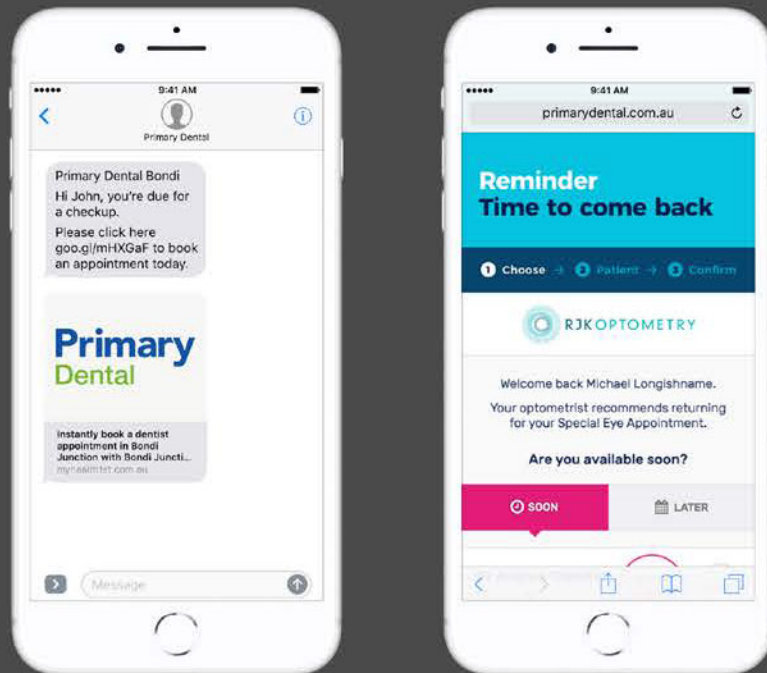 9:41 AM
Primary Dental
Primary Dental Bondi
Hi John, you're due for
a checkup.
Please click here
goo.gl/mHXGaF to book
an appointment today.
Primary
Dental
Instantly book a dentist
appointment in Bondi
Junction with Bondi Juncti...
Message
9:41 AM
primarydental.com.au
Reminder
Time to come back
1 Choose → 2 Patient → 3 Confirm
RJKOPTOMETRY
Welcome back Michael Longishname.
Your optometrist recommends returning
for your Special Eye Appointment.
Are you available soon?
SOON
LATER